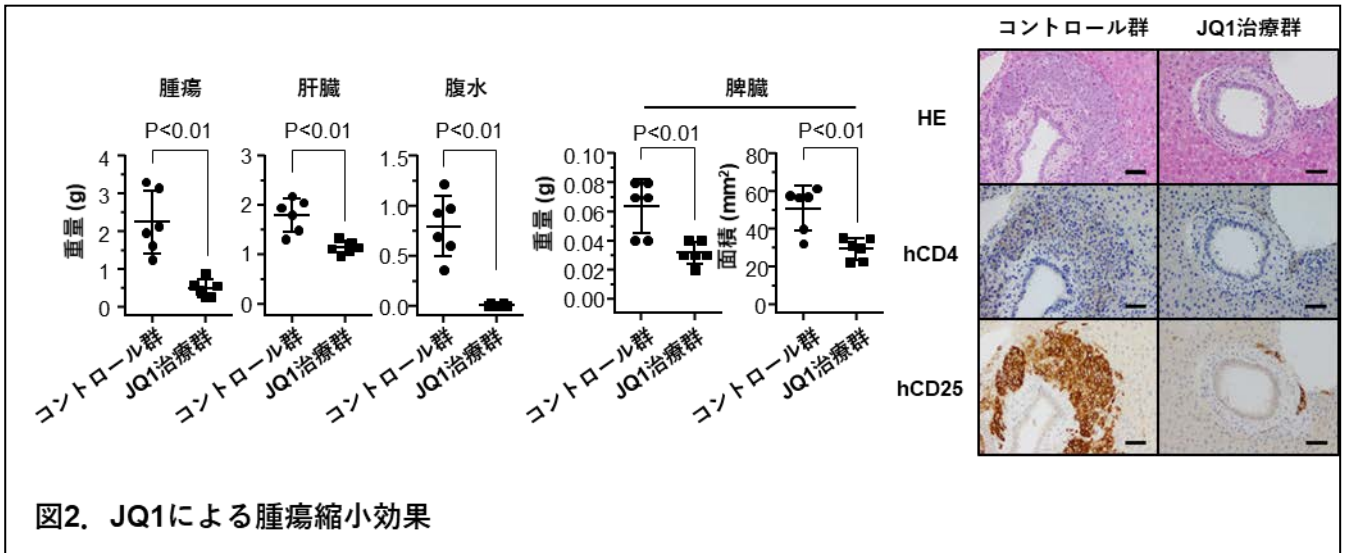 コントロール群 JQ1治療群
腫瘍 肝臓 腹水 脾臓
P<0.01 P<0.01 P<0.01 P<0.01 P<0.01
重量 (g)
4
3
2
1
0
3
2
1
0
1.5
1.0
0.5
0.0
重量 (g)
0.10
0.08
0.06
0.04
0.02
0.00
面積 (mm²)
80
60
40
20
0
コントロール群
JQ1治療群
コントロール群
JQ1治療群
コントロール群
JQ1治療群
コントロール群
JQ1治療群
コントロール群
JQ1治療群
HE
hCD4
hCD25
図2．JQ1による腫瘍縮小効果